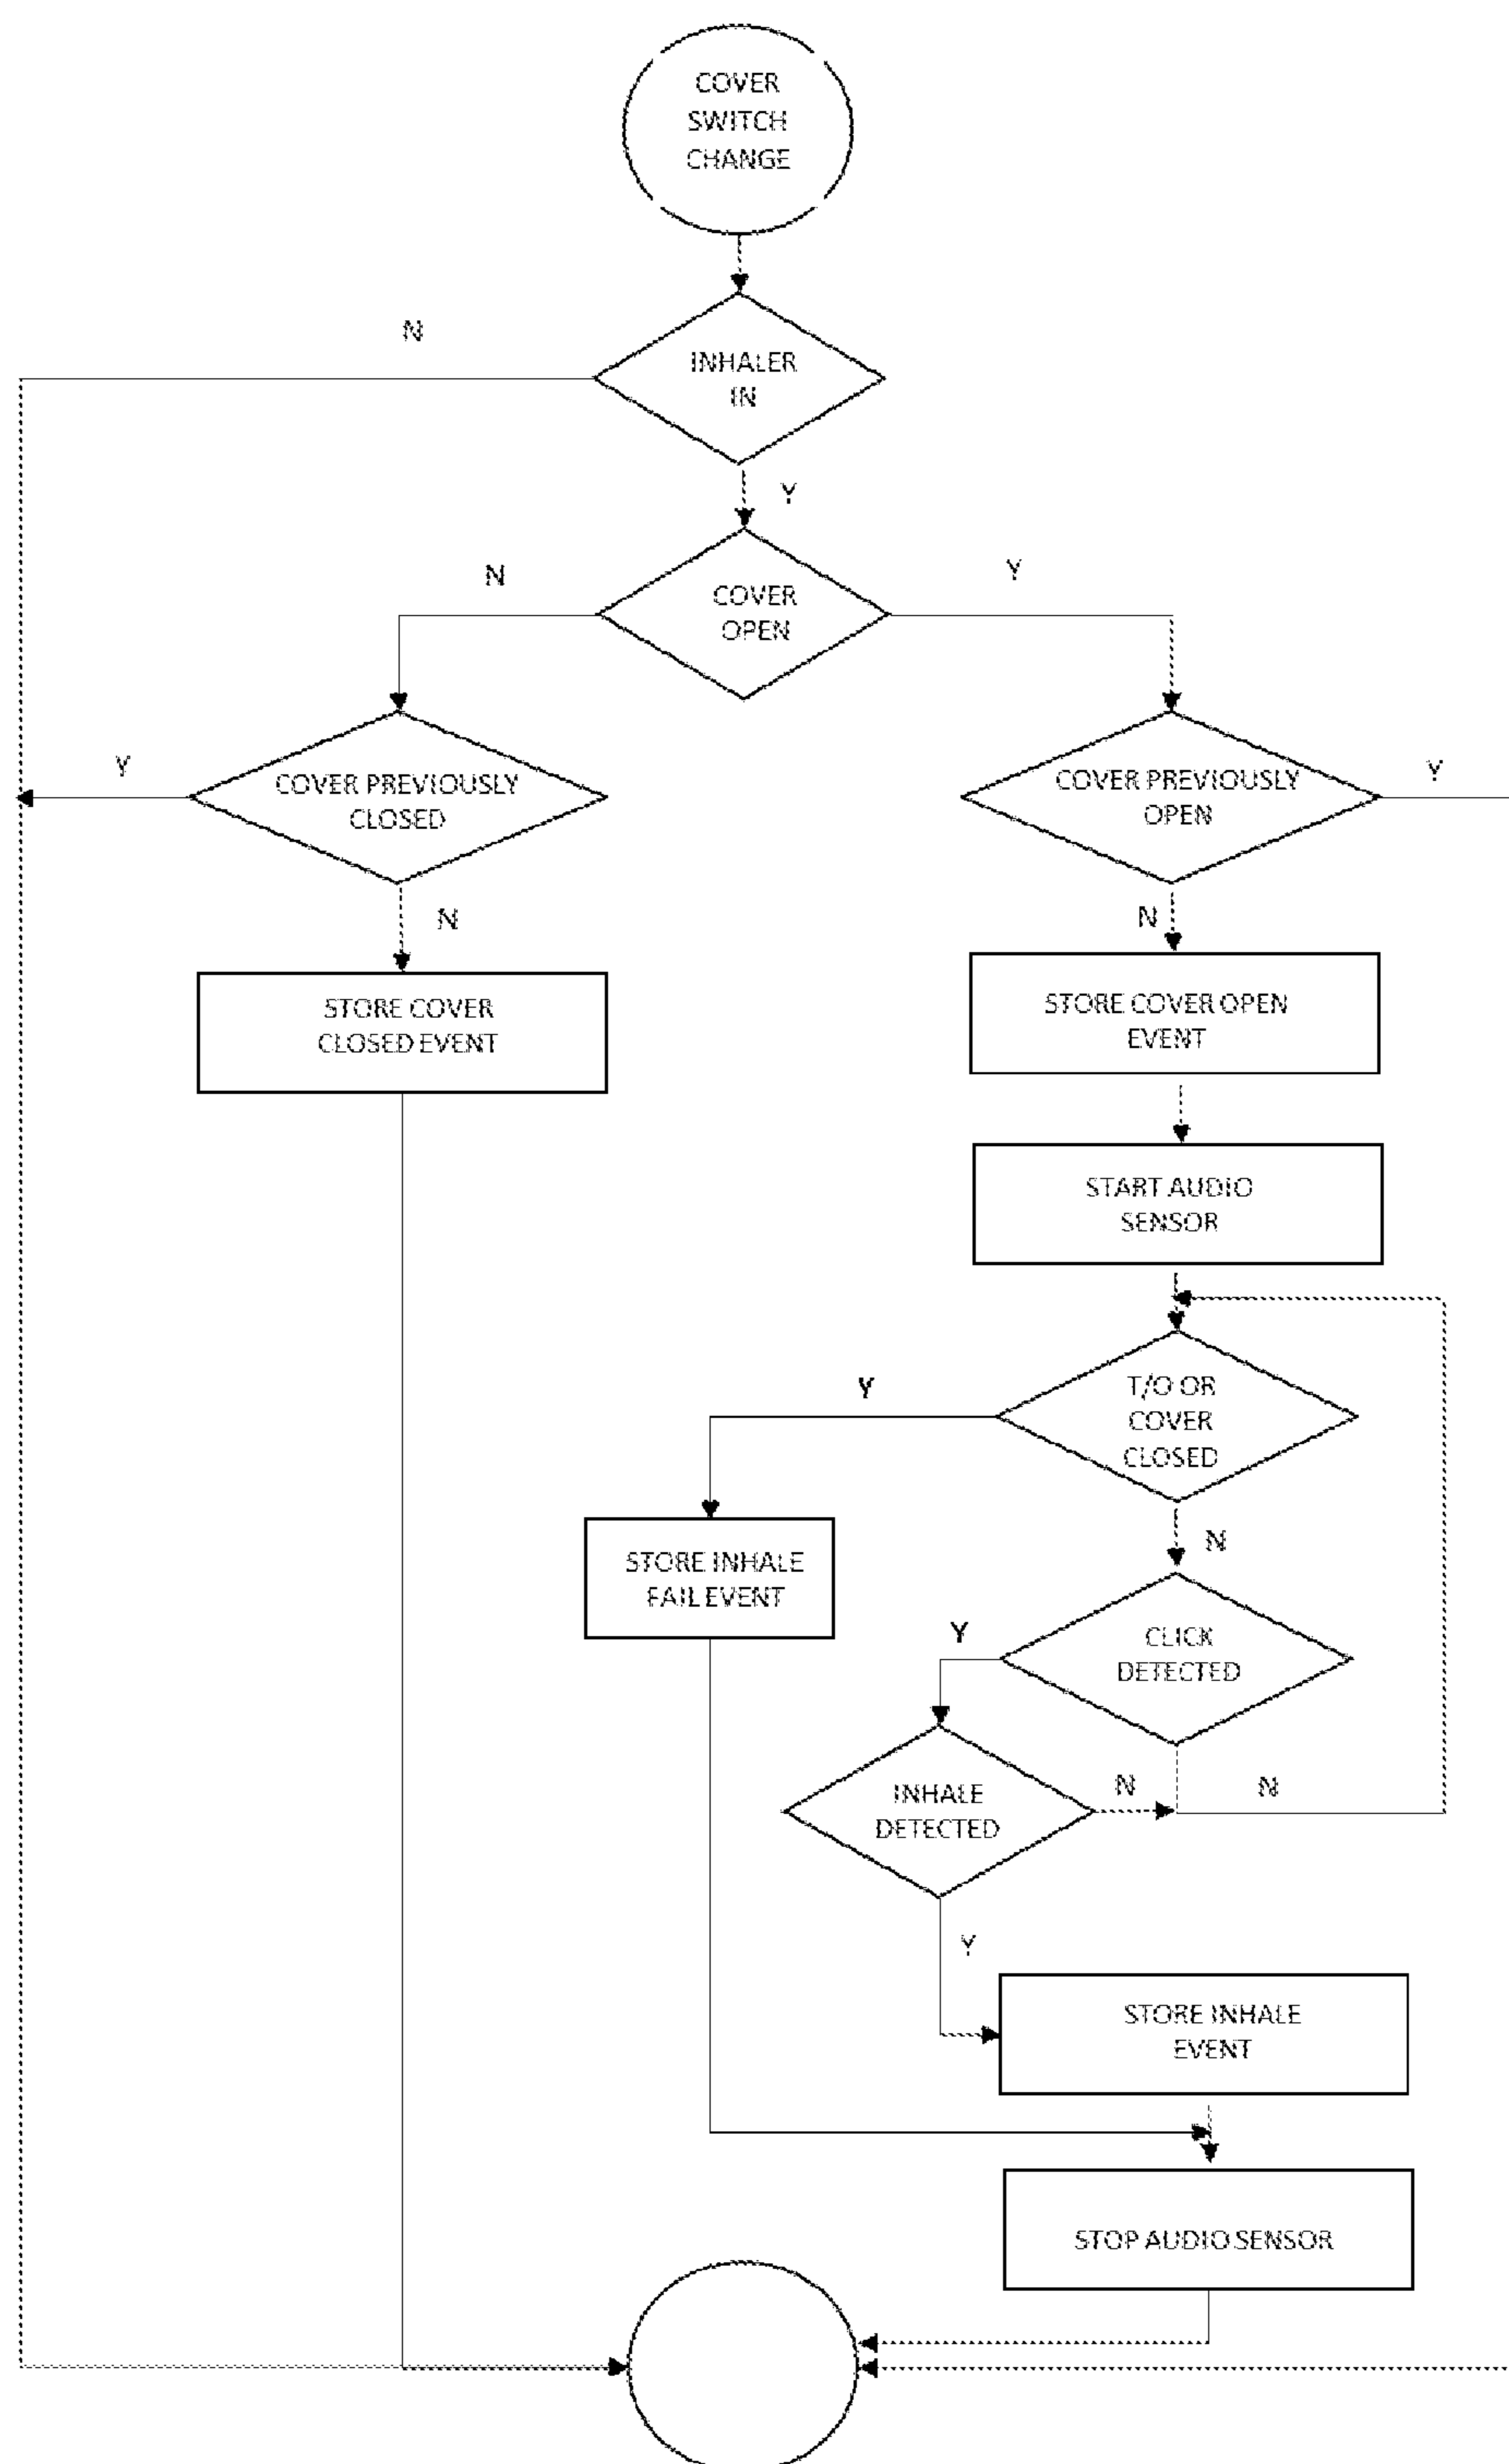 COVER
SWITCH
CHANGE
N
INHALER
IN
Y
N
COVER
OPEN
Y
Y
COVER PREVIOUSLY
CLOSED
COVER PREVIOUSLY
OPEN
Y
N
N
STORE COVER
CLOSED EVENT
STORE COVER OPEN
EVENT
START AUDIO
SENSOR
Y
T/O OR
COVER
CLOSED
N
STORE INHALE
FAIL EVENT
Y
CLICK
DETECTED
INHALE
DETECTED
N
N
Y
STORE INHALE
EVENT
STOP AUDIO SENSOR